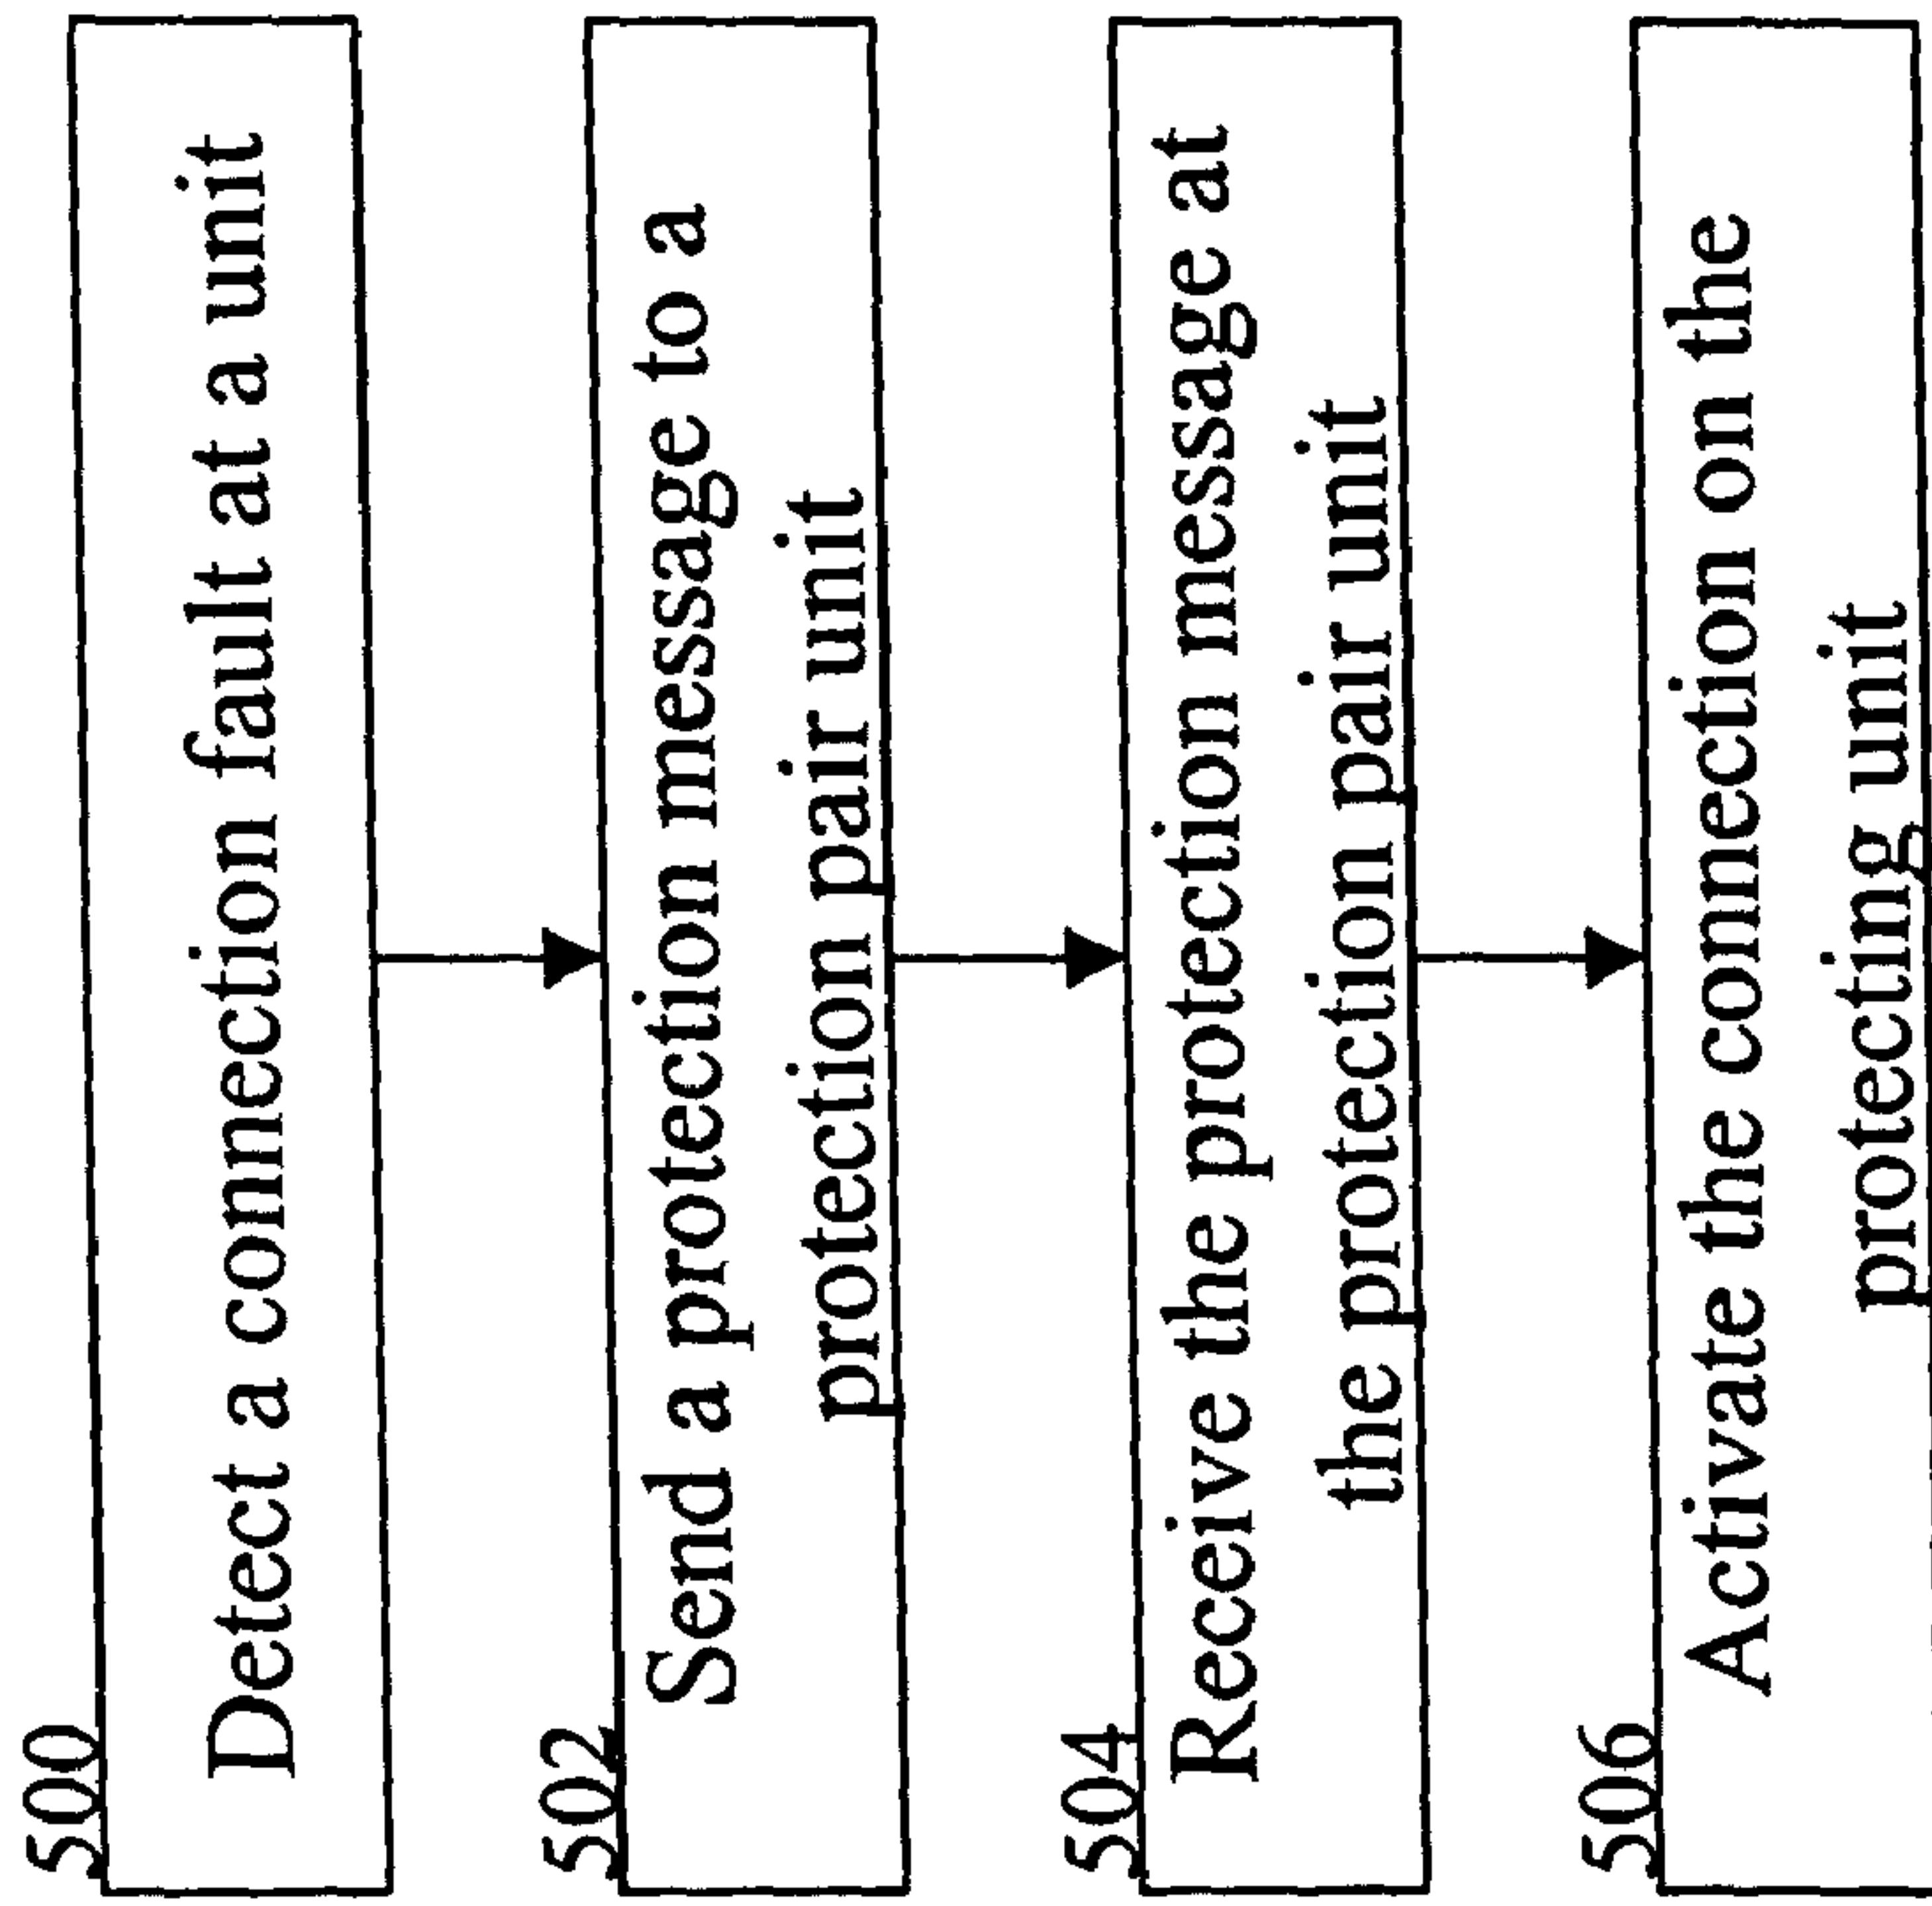 500
Detect a connection fault at a unit
502
Send a protection message to a
protection pair unit
504
Receive the protection message at
the protection pair unit
506
Activate the connection on the
protecting unit